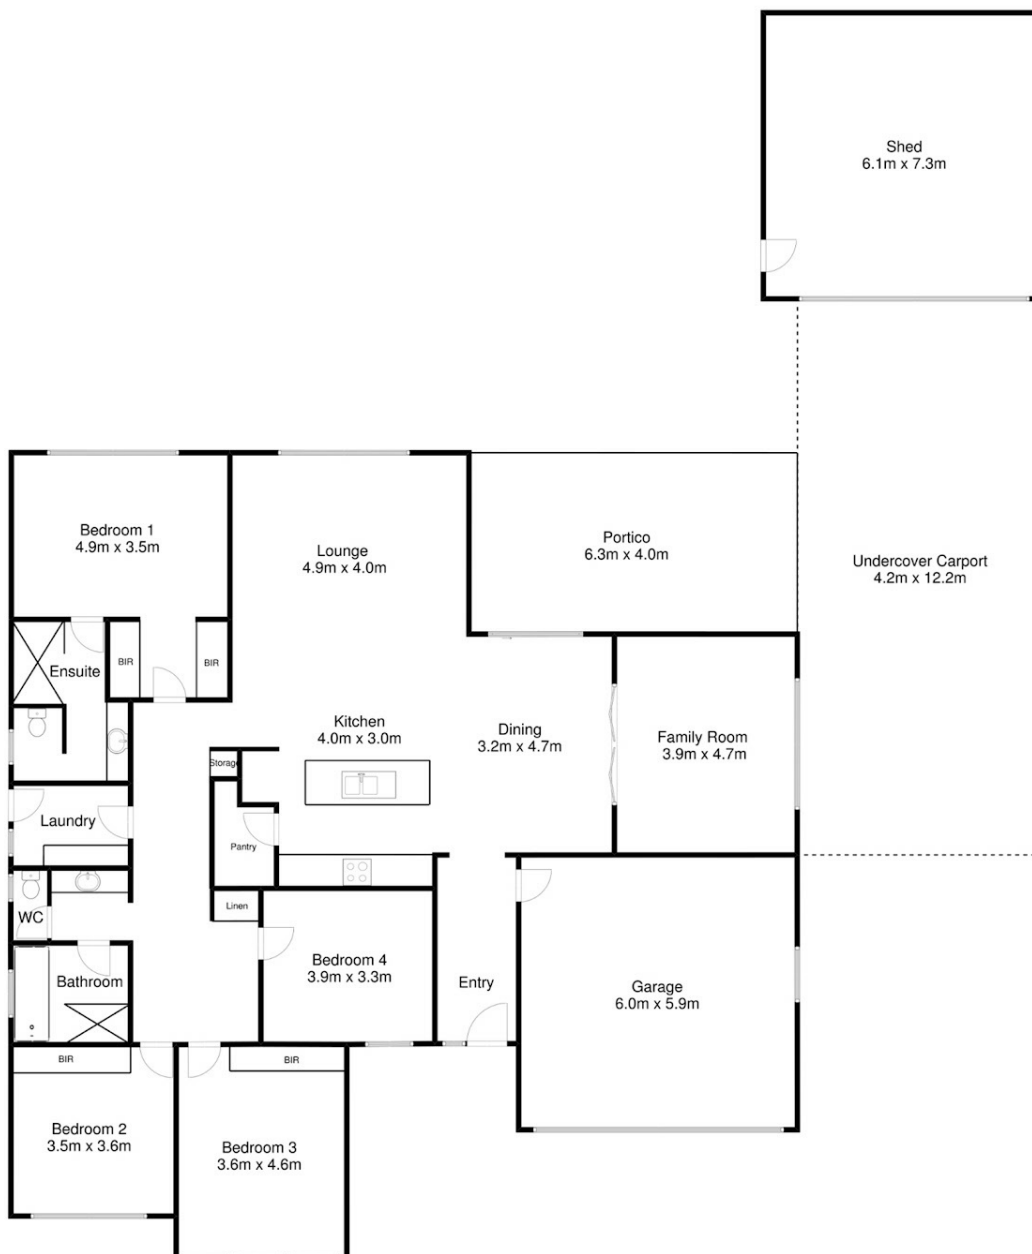 Shed
6.1m x 7.3m
Bedroom 1
4.9m x 3.5m
Lounge
4.9m x 4.0m
Portico
6.3m x 4.0m
Undercover Carport
4.2m x 12.2m
BIR
BIR
Ensuite
Kitchen
4.0m x 3.0m
Dining
3.2m x 4.7m
Family Room
3.9m x 4.7m
Storage
Laundry
Pantry
Linen
WC
Bathroom
Bedroom 4
3.9m x 3.3m
Entry
Garage
6.0m x 5.9m
BIR
BIR
Bedroom 2
3.5m x 3.6m
Bedroom 3
3.6m x 4.6m